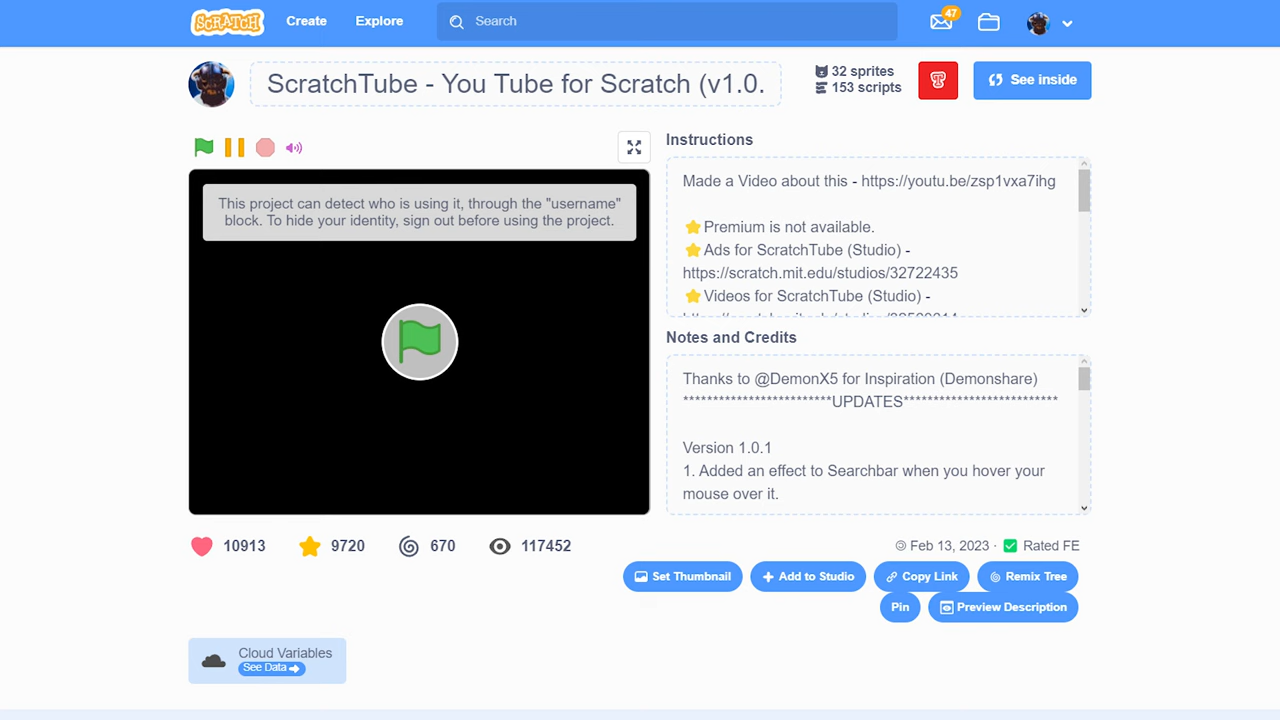 SCRATCH Create Explore Search 47
ScratchTube - You Tube for Scratch (v1.0.
32 sprites
153 scripts
See inside
This project can detect who is using it, through the "username"
block. To hide your identity, sign out before using the project.
Instructions
Made a Video about this - https://youtu.be/zsp1vxa7ihg
⭐Premium is not available.
⭐Ads for ScratchTube (Studio) -
https://scratch.mit.edu/studios/32722435
⭐Videos for ScratchTube (Studio) -
Notes and Credits
Thanks to @DemonX5 for Inspiration (Demonshare)
*************************UPDATES**************************
Version 1.0.1
1. Added an effect to Searchbar when you hover your
mouse over it.
10913 9720 670 117452
© Feb 13, 2023 · ✅ Rated FE
Set Thumbnail Add to Studio Copy Link Remix Tree
Pin Preview Description
Cloud Variables
See Data